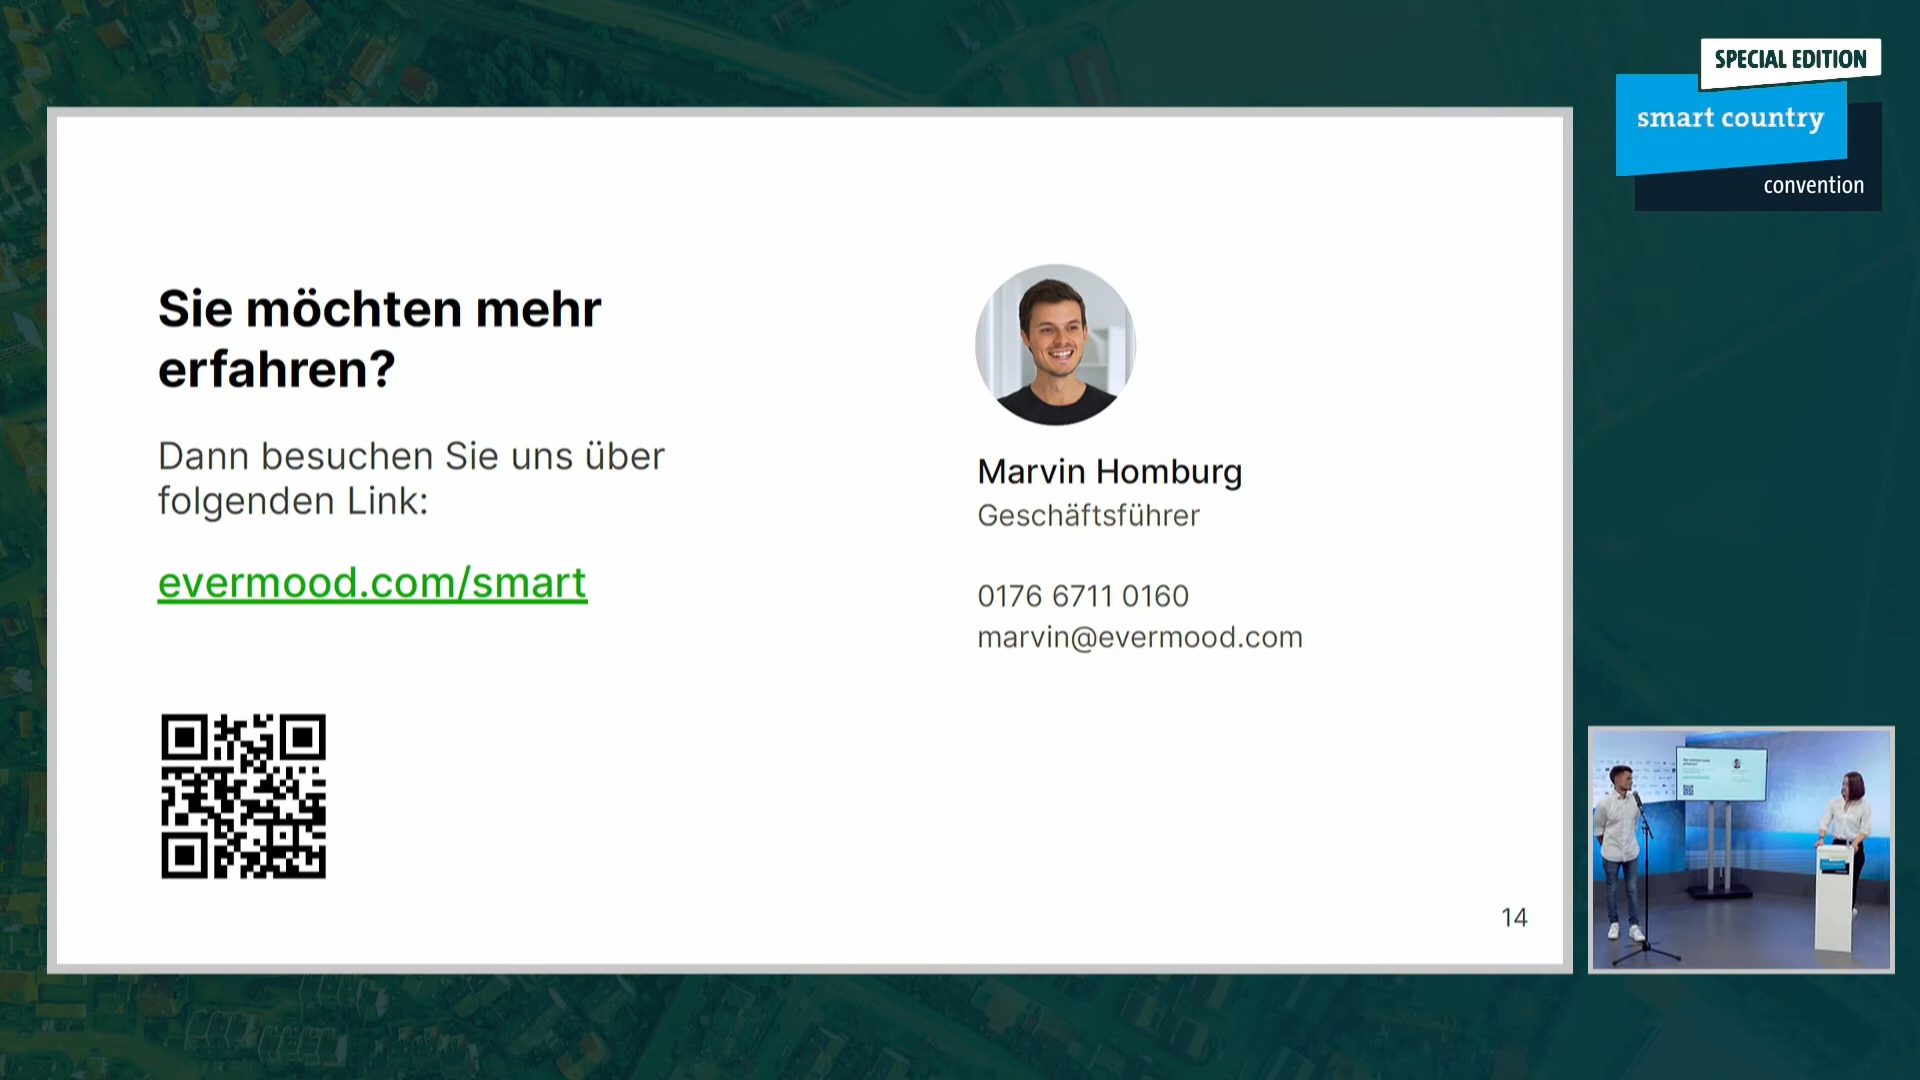 SPECIAL EDITION
smart country
convention
Sie möchten mehr
erfahren?
Dann besuchen Sie uns über
folgenden Link:
evermood.com/smart
Marvin Homburg
Geschäftsführer
0176 6711 0160
marvin@evermood.com
14